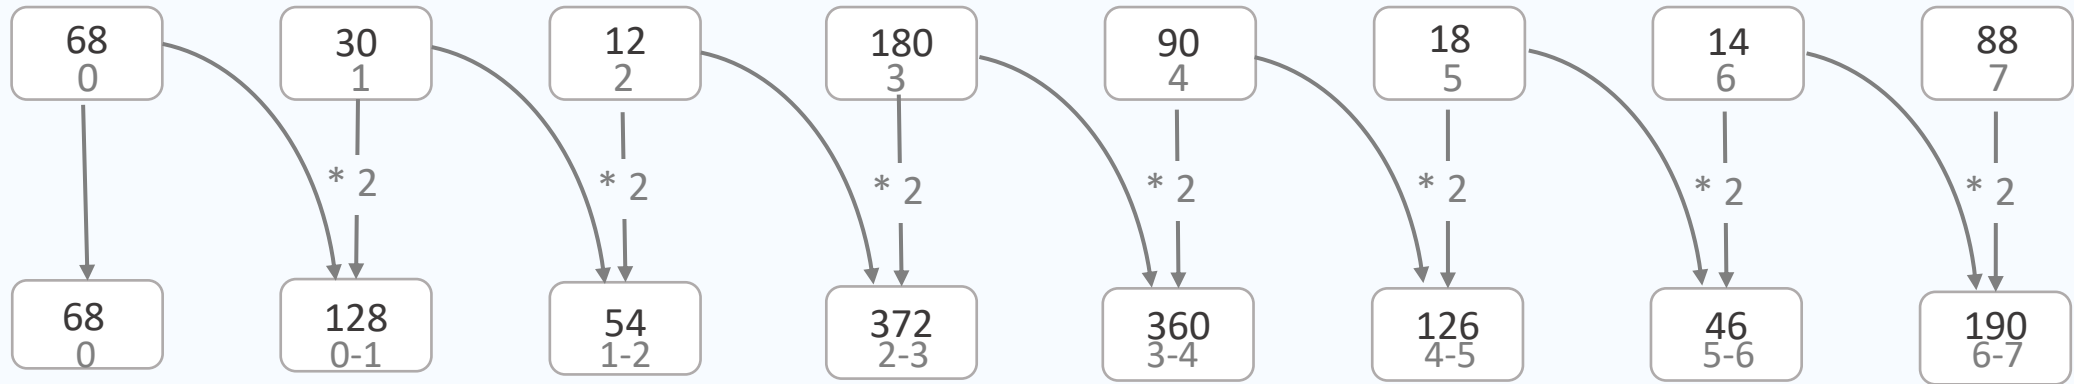 68 30 12 180 90 18 14 88
0 1 2 3 4 5 6 7
* 2 * 2 * 2 * 2 * 2 * 2 * 2
68 128 54 372 360 126 46 190
0 0-1 1-2 2-3 3-4 4-5 5-6 6-7